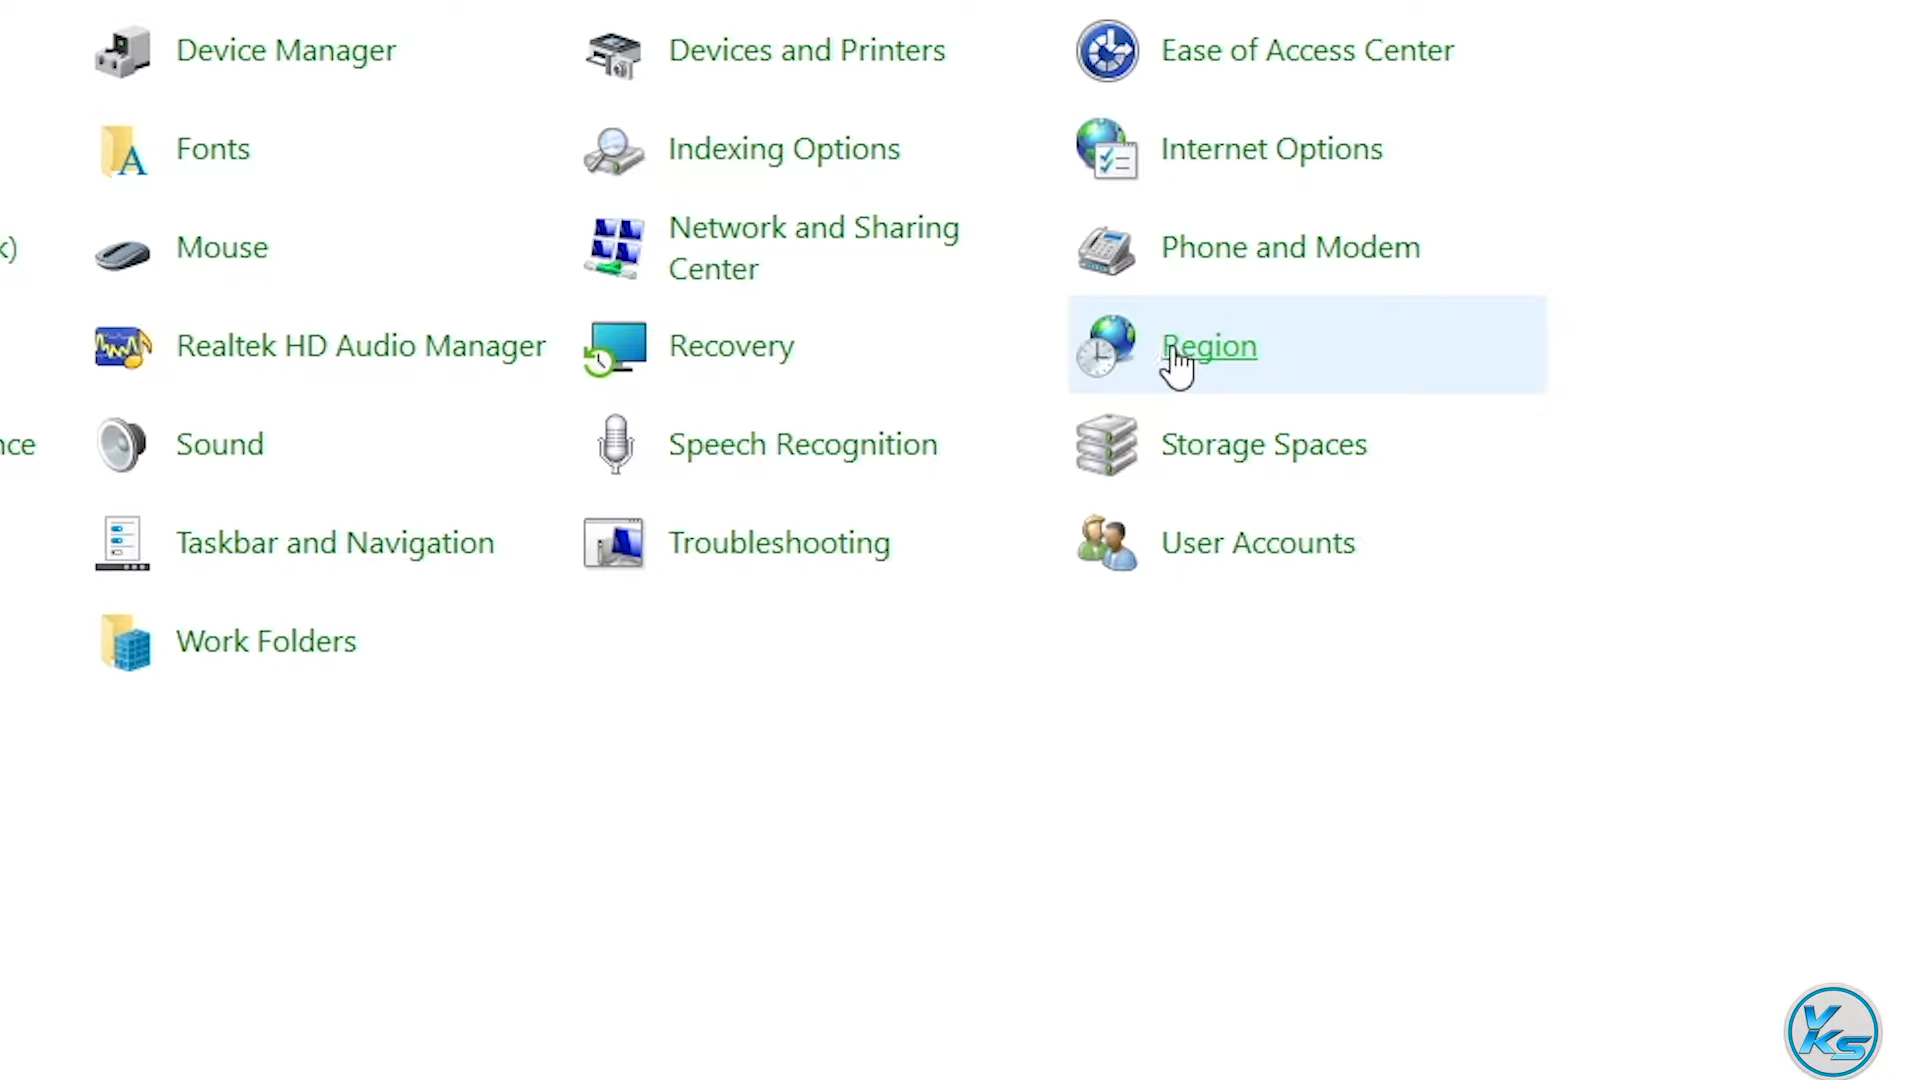 Device Manager
Devices and Printers
Ease of Access Center
Fonts
Indexing Options
Internet Options
k)
Mouse
Network and Sharing
Center
Phone and Modem
Realtek HD Audio Manager
Recovery
Region
nce
Sound
Speech Recognition
Storage Spaces
Taskbar and Navigation
Troubleshooting
User Accounts
Work Folders
VKS